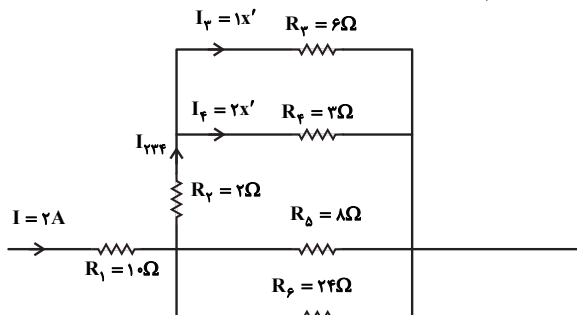 I۳ = ۱x′
R۳ = ۶Ω
I۴ = ۲x′
R۴ = ۳Ω
I۲۳۴
R۲ = ۲Ω
I = ۲A
R۵ = ۸Ω
R۱ = ۱۰Ω
R۶ = ۲۴Ω